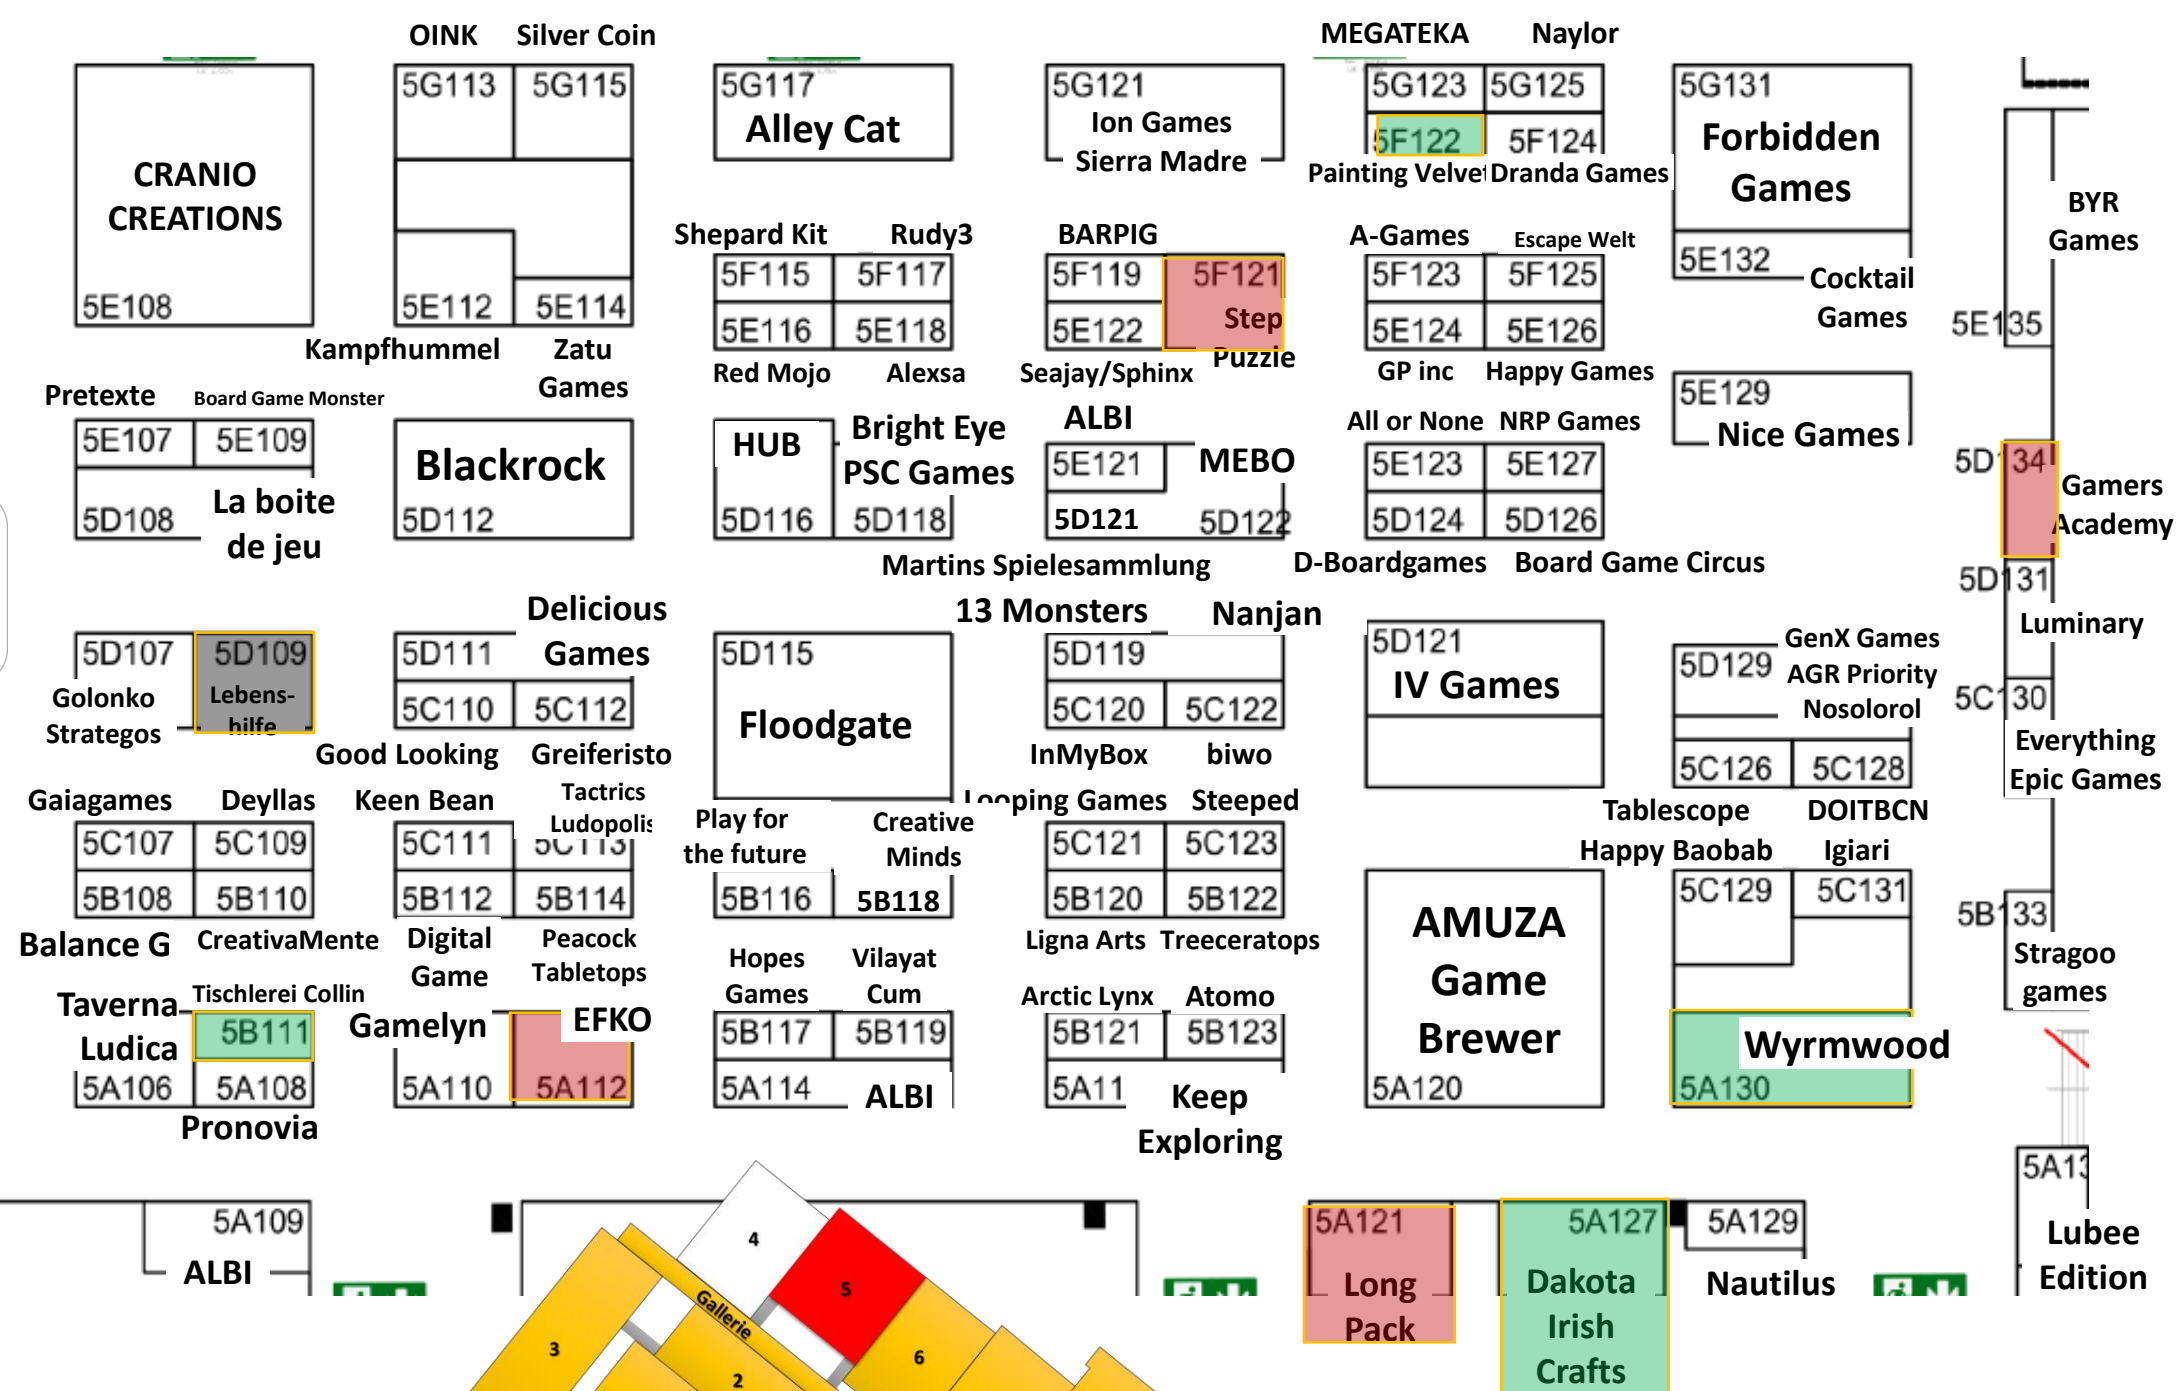 OINK Silver Coin MEGATEKA Naylor
5G113 5G115 5G117 5G121 5G123 5G125 5G131
Alley Cat
Ion Games
Sierra Madre
5F122 5F124
Painting Velvet Dranda Games
Forbidden
Games
CRANIO
CREATIONS
BYR
Games
Shepard Kit Rudy3 BARPIG A-Games Escape Welt
5F115 5F117 5F119 5F121 5F123 5F125 5E132
Cocktail
Games
5E108 5E112 5E114 5E116 5E118 5E122 Step 5E124 5E126 5E135
Puzzle
Kampfhummel Zatu
Games
Red Mojo Alexsa Seajay/Sphinx GP inc Happy Games
Pretexte Board Game Monster
5E107 5E109
Blackrock
HUB
Bright Eye
PSC Games
ALBI
MEBO
All or None NRP Games
5E129
Nice Games
5E121 5E123 5E127 5D134
La boite
de jeu
Gamers
Academy
5D108 5D112 5D116 5D118 5D121 5D122 5D124 5D126
Martins Spielesammlung D-Boardgames Board Game Circus
5D131
Luminary
Delicious
Games
13 Monsters Nanjan
5D107 5D109 5D111 5D115 5D119 5D121 5D129
IV Games
GenX Games
AGR Priority
Nosolorol
Golonko
Strategos
Lebens-
hilfe
5C110 5C112
Floodgate
5C120 5C122 5C130
Good Looking Greiferisto InMyBox biwo
5C126 5C128
Everything
Epic Games
Gaiagames Deyllas Keen Bean Tactrics
Ludopolis
Play for
the future
Creative
Minds
Looping Games Steeped
Tablescope
Happy Baobab
DOITBCN
Igiari
5C107 5C109 5C111 5C113 5C121 5C123 5C129 5C131
5B108 5B110 5B112 5B114 5B116 5B118 5B120 5B122 5B133
Balance G CreativaMente Digital
Game
Peacock
Tabletops
Ligna Arts Treeceratops
AMUZA
Game
Brewer
Stragoo
games
Hopes
Games
Vilayat
Cum
Arctic Lynx Atomo
Taverna
Ludica
Tischlerei Collin
5B111
Gamelyn EFKO
5B117 5B119 5B121 5B123
Wyrmwood
5A106 5A108 5A110 5A112 5A114 ALBI 5A11 5A120 5A130
Pronovia
Keep
Exploring
5A13
5A109
ALBI
5A121
Long
Pack
5A127
Dakota
Irish
Crafts
5A129
Nautilus
Lubee
Edition
4
5
Gallerie
3
6
2